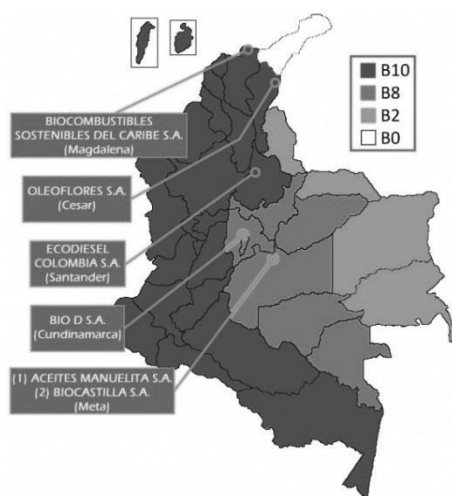 B10
B8
B2
B0
BIOCOMBUSTIBLES
SOSTENIBLES DEL CARIBE S.A.
(Magdalena)
OLEOFLORES S.A.
(Cesar)
ECODIESEL
COLOMBIA S.A.
(Santander)
BIO D S.A.
(Cundinamarca)
(1) ACEITES MANUELITA S.A.
(2) BIOCASTILLA S.A.
(Meta)